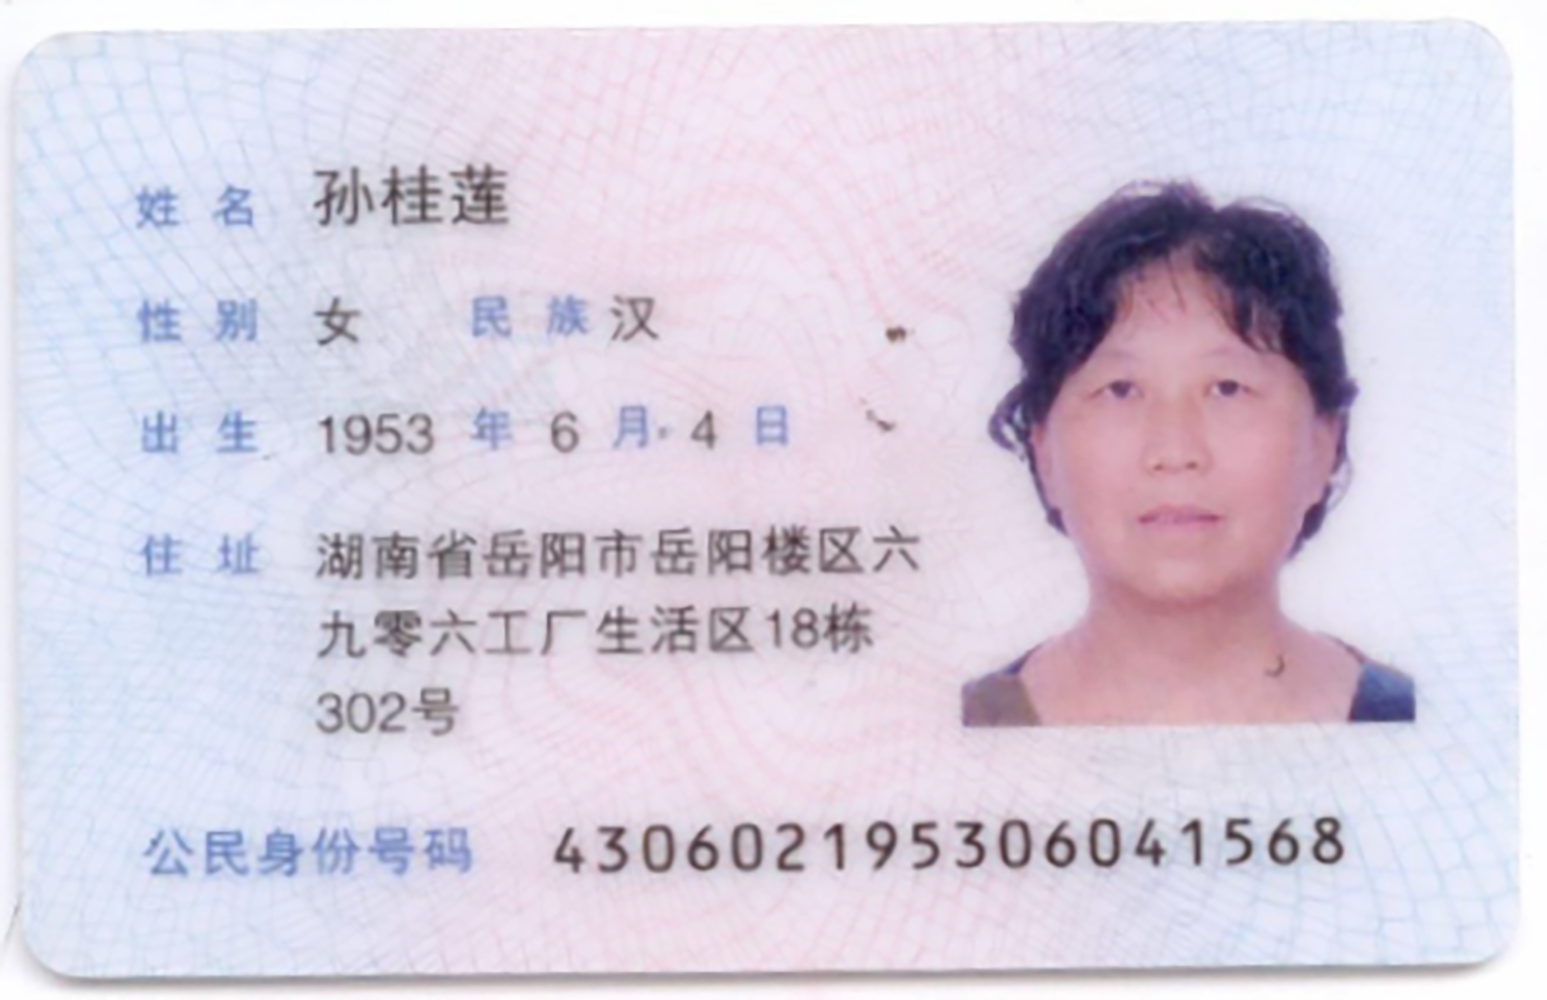 姓名 孙桂莲
性别 女 民族 汉
出生 1953 年 6 月 4 日
住址 湖南省岳阳市岳阳楼区六
九零六工厂生活区18栋
302号
公民身份号码 430602195306041568